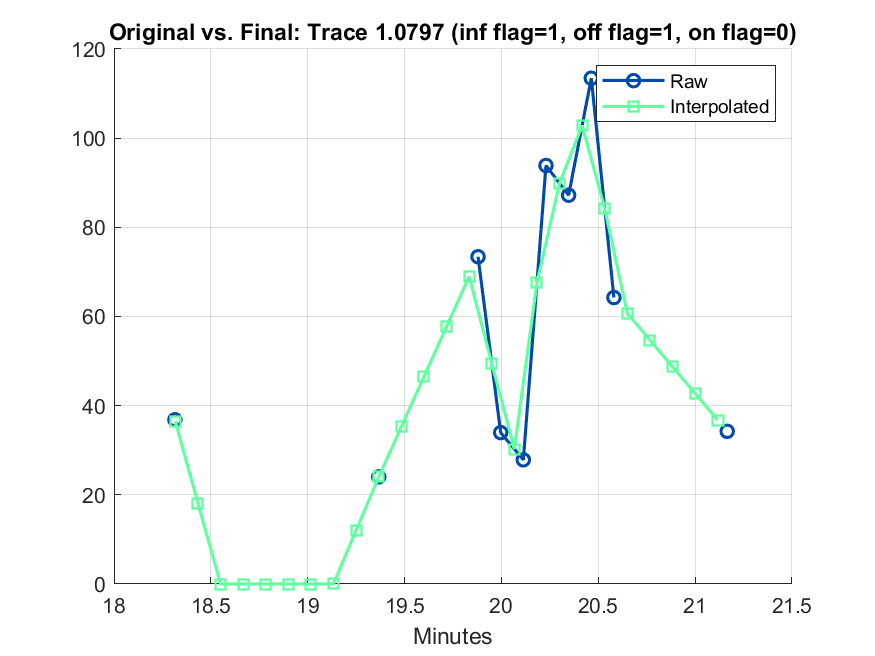 Original vs. Final: Trace 1.0797 (inf flag=1, off flag=1, on flag=0)
120
100
80
60
40
20
0
Raw
Interpolated
18 18.5 19 19.5 20 20.5 21 21.5
Minutes